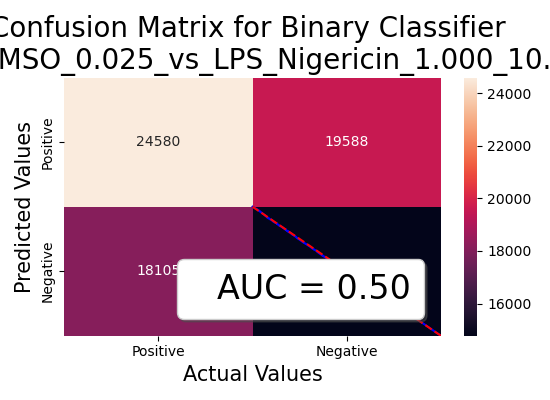 Confusion Matrix for Binary Classifier
MSO_0.025_vs_LPS_Nigericin_1.000_10.
Predicted Values
Positive
Negative
24580
19588
18105
AUC = 0.50
Positive
Negative
Actual Values
24000
22000
20000
18000
16000